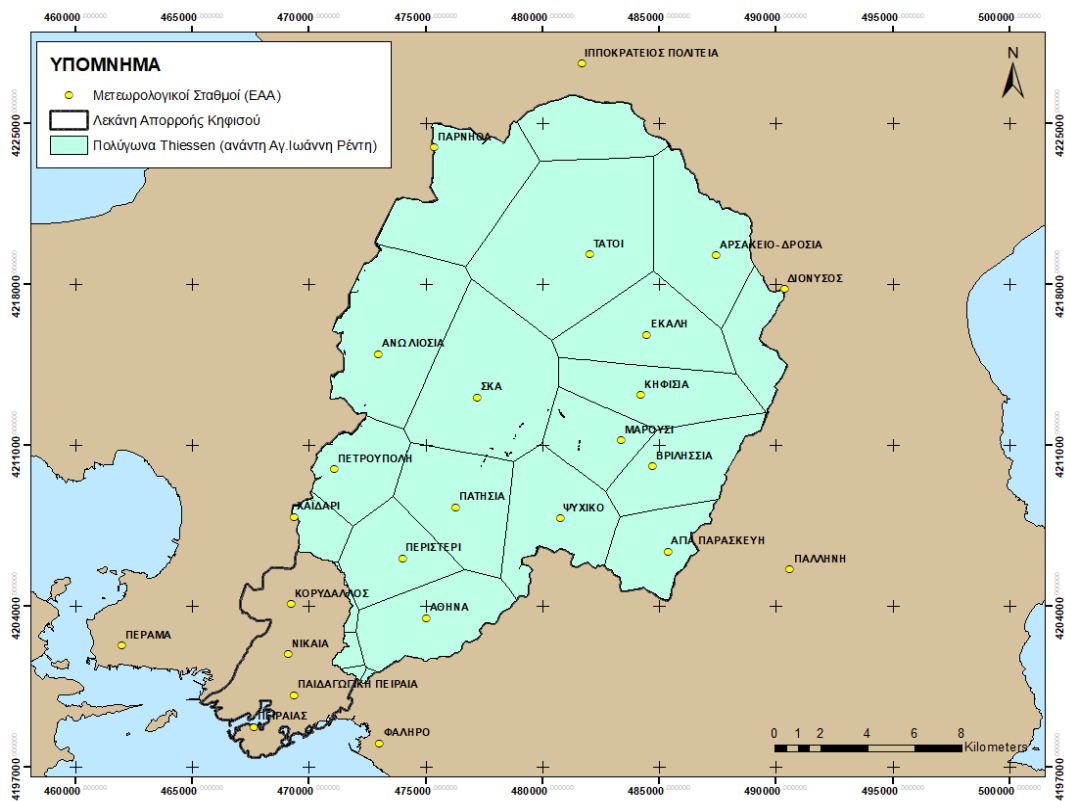 460000 465000 470000 475000 480000 485000 490000 495000 500000
ΥΠΟΜΝΗΜΑ
Μετεωρολογικοί Σταθμοί (ΕΑΑ)
Λεκάνη Απορροής Κηφισού
Πολύγωνα Thiessen (ανάντη Αγ.Ιωάννη Ρέντη)
ΙΠΠΟΚΡΑΤΕΙΟΣ ΠΟΛΙΤΕΙΑ
N
4225000 4225000
ΠΑΡΝΗΘΑ
ΤΑΤΟΙ
ΑΡΣΑΚΕΙΟ-ΔΡΟΣΙΑ
ΔΙΟΝΥΣΟΣ
4218000 4218000
ΕΚΑΛΗ
ΑΝΩ ΛΙΟΣΙΑ
ΣΚΑ
ΚΗΦΙΣΙΑ
ΜΑΡΟΥΣΙ
4211000 4211000
ΒΡΙΛΗΣΣΙΑ
ΠΕΤΡΟΥΠΟΛΗ
ΠΑΤΗΣΙΑ
ΧΑΙΔΑΡΙ
ΨΥΧΙΚΟ
ΑΓΙΑ ΠΑΡΑΣΚΕΥΗ
ΠΕΡΙΣΤΕΡΙ
ΠΑΛΛΗΝΗ
ΚΟΡΥΔΑΛΛΟΣ
4204000 4204000
ΑΘΗΝΑ
ΠΕΡΑΜΑ
ΝΙΚΑΙΑ
ΠΑΙΔΑΓΩΓΙΚΗ ΠΕΙΡΑΙΑ
ΠΕΙΡΑΙΑΣ
ΦΑΛΗΡΟ
0 1 2 4 6 8
Kilometers
4197000 4197000
460000 465000 470000 475000 480000 485000 490000 495000 500000